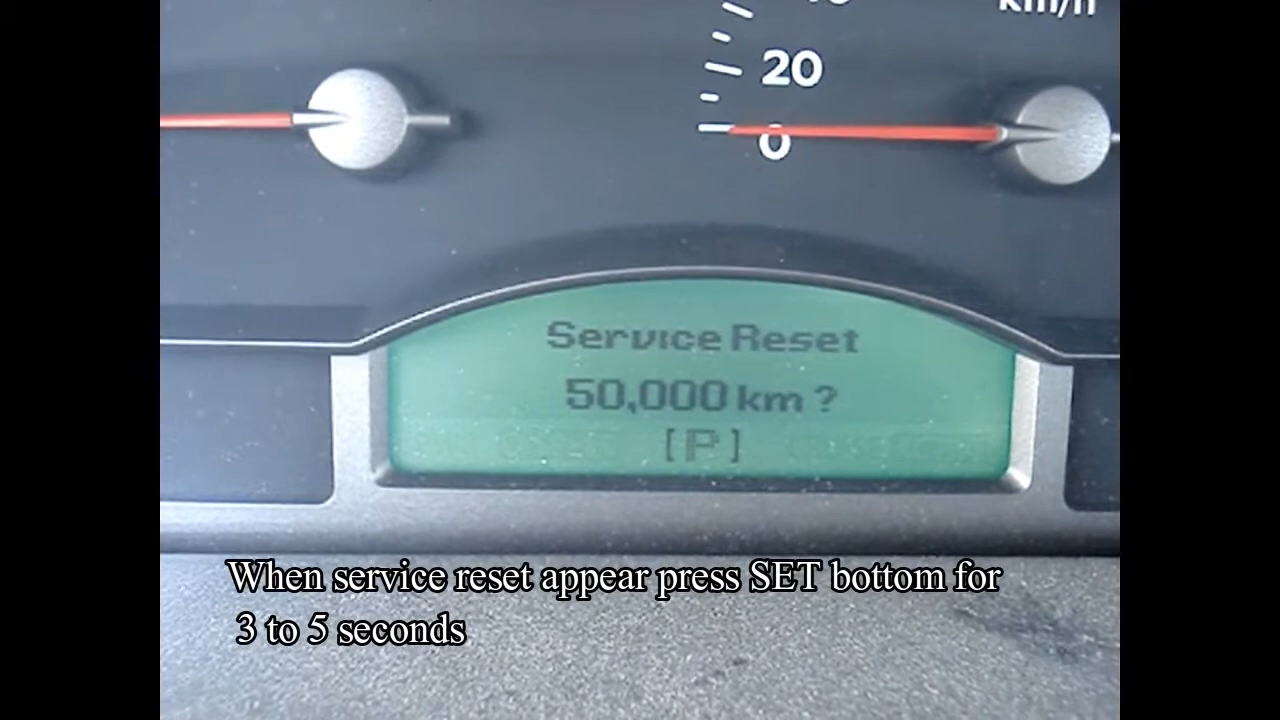 km/h
20
0
Service Reset
50,000 km ?
[P]
When service reset appear press SET bottom for
3 to 5 seconds